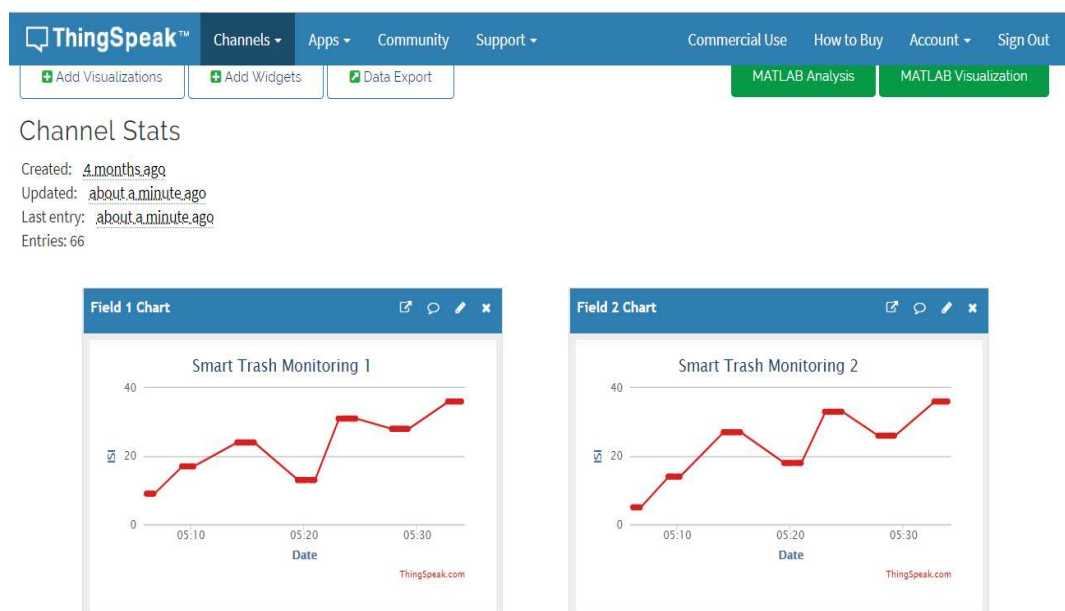 ThingSpeak™ Channels Apps Community Support Commercial Use How to Buy Account Sign Out
Add Visualizations Add Widgets Data Export MATLAB Analysis MATLAB Visualization
Channel Stats
Created: 4 months ago
Updated: about a minute ago
Last entry: about a minute ago
Entries: 66
Field 1 Chart
Smart Trash Monitoring 1
40
20
0
ISI
05:10 05:20 05:30
Date
ThingSpeak.com
Field 2 Chart
Smart Trash Monitoring 2
40
20
0
ISI
05:10 05:20 05:30
Date
ThingSpeak.com